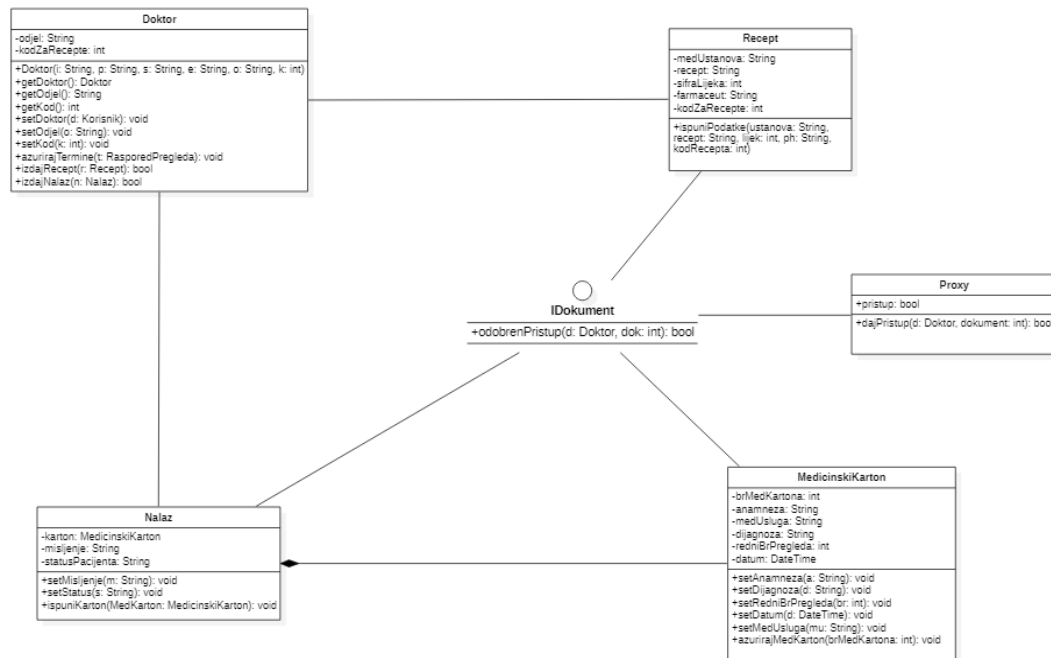 Doktor
-odjel: String
-kodZaRecepte: int
+Doktor(i: String, p: String, s: String, e: String, o: String, k: int)
+getDoktor(): Doktor
+getOdjel(): String
+getKod(): int
+setDoktor(d: Korisnik): void
+setOdjel(o: String): void
+setKod(k: int): void
+azurirajTermine(t: RasporedPregleda): void
+izdajRecept(r: Recept): bool
+izdajNalaz(n: Nalaz): bool
Recept
-medUstanova: String
-recept: String
-sifraLijeka: int
-farmaceut: String
-kodZaRecepte: int
+ispuniPodatke(ustanova: String,
recept: String, lijek: int, ph: String,
kodRecepta: int)
IDokument
+odobrenPristup(d: Doktor, dok: int): bool
Proxy
+pristup: bool
+dajPristup(d: Doktor, dokument: int): bool
Nalaz
-karton: MedicinskiKarton
-misljenje: String
-statusPacijenta: String
+setMisljenje(m: String): void
+setStatus(s: String): void
+ispuniKarton(MedKarton: MedicinskiKarton): void
MedicinskiKarton
-brMedKartona: int
-anamneza: String
-medUsluga: String
-dijagnoza: String
-redniBrPregleda: int
-datum: DateTime
+setAnamneza(a: String): void
+setDijagnoza(d: String): void
+setRedniBrPregleda(br: int): void
+setDatum(d: DateTime): void
+setMedUsluga(mu: String): void
+azurirajMedKarton(brMedKartona: int): void